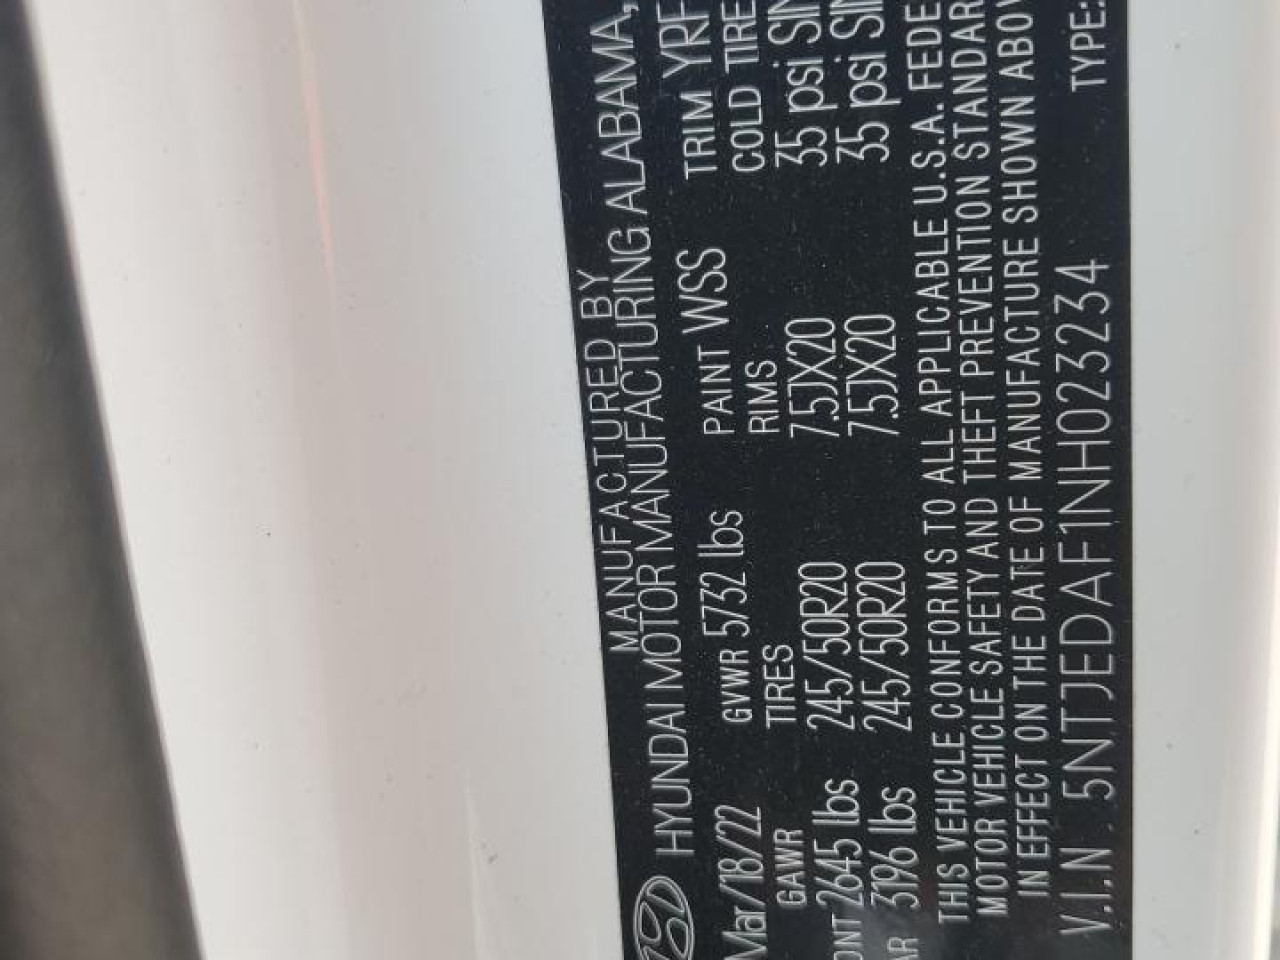 MANUFACTURED BY
HYUNDAI MOTOR MANUFACTURING ALABAMA,
Mar/18/22 GVWR 5732 lbs PAINT WSS TRIM YRF
GAWR TIRES RIMS COLD TIRE
2645 lbs 245/50R20 7.5JX20 35 psi
3196 lbs 245/50R20 7.5JX20 35 psi
THIS VEHICLE CONFORMS TO ALL APPLICABLE U.S.A.
MOTOR VEHICLE SAFETY AND THEFT PREVENTION STANDAR
IN EFFECT ON THE DATE OF MANUFACTURE SHOWN
V.I.N. 5NTJEDAF1NH023234 TYPE: